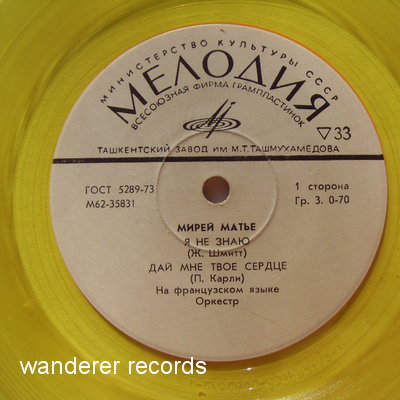 МИНИСТЕРСТВО КУЛЬТУРЫ СССР
МЕЛОДИЯ
ВСЕСОЮЗНАЯ ФИРМА ГРАМПЛАСТИНОК
▽33
ТАШКЕНТСКИЙ ЗАВОД ИМ М.Т.ТАШМУХАМЕДОВА
ГОСТ 5289-73
М62-35831
1 сторона
Гр. 3. 0-70
МИРЕЙ МАТЬЕ
Я НЕ ЗНАЮ
(Ж. Шмитт)
ДАЙ МНЕ ТВОЕ СЕРДЦЕ
(П. Карли)
На французском языке
Оркестр
wanderer records